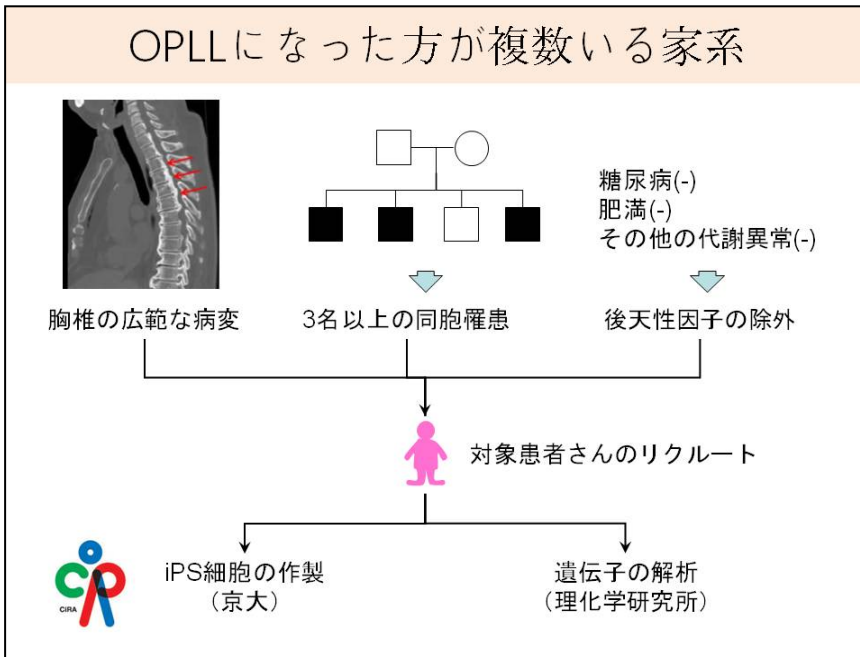 OPLLになった方が複数いる家系
糖尿病(-)
肥満(-)
その他の代謝異常(-)
胸椎の広範な病変
3名以上の同胞罹患
後天性因子の除外
対象患者さんのリクルート
iPS細胞の作製
（京大）
遺伝子の解析
（理化学研究所）
CiRA